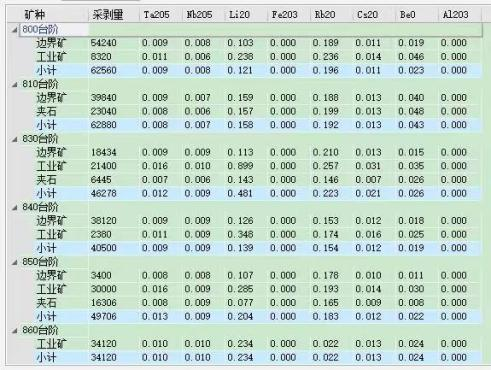 矿种 采剥量 Ta205 Nb205 Li20 Fe203 Rb20 Cs20 Be0 Al203
800台阶
边界矿 54240 0.009 0.008 0.103 0.000 0.189 0.011 0.019 0.000
工业矿 8320 0.011 0.006 0.238 0.000 0.236 0.014 0.046 0.000
小计 62560 0.009 0.008 0.121 0.000 0.196 0.011 0.023 0.000
810台阶
边界矿 39840 0.009 0.007 0.159 0.000 0.188 0.013 0.040 0.000
夹石 23040 0.008 0.006 0.157 0.000 0.199 0.013 0.048 0.000
小计 62880 0.008 0.007 0.158 0.000 0.192 0.013 0.043 0.000
830台阶
边界矿 18434 0.009 0.009 0.113 0.000 0.210 0.013 0.015 0.000
工业矿 21400 0.016 0.010 0.899 0.000 0.257 0.031 0.035 0.000
夹石 6445 0.007 0.006 0.143 0.000 0.146 0.007 0.026 0.000
小计 46278 0.012 0.009 0.481 0.000 0.223 0.021 0.026 0.000
840台阶
边界矿 38120 0.009 0.009 0.126 0.000 0.153 0.012 0.018 0.000
工业矿 2380 0.011 0.009 0.348 0.000 0.174 0.016 0.025 0.000
小计 40500 0.009 0.009 0.139 0.000 0.154 0.012 0.019 0.000
850台阶
边界矿 3400 0.008 0.008 0.107 0.000 0.178 0.010 0.011 0.000
工业矿 30000 0.016 0.009 0.285 0.000 0.193 0.014 0.030 0.000
夹石 16306 0.008 0.009 0.077 0.000 0.165 0.009 0.008 0.000
小计 49706 0.013 0.009 0.204 0.000 0.183 0.012 0.022 0.000
860台阶
工业矿 34120 0.010 0.010 0.234 0.000 0.022 0.013 0.024 0.000
小计 34120 0.010 0.010 0.234 0.000 0.022 0.013 0.024 0.000